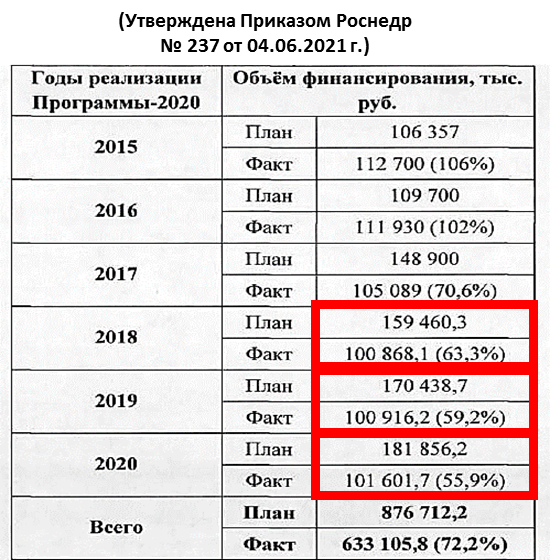 (Утверждена Приказом Роснедр
№ 237 от 04.06.2021 г.)
Годы реализации Программы-2020 Объём финансирования, тыс. руб.
2015 План 106 357
Факт 112 700 (106%)
2016 План 109 700
Факт 111 930 (102%)
2017 План 148 900
Факт 105 089 (70,6%)
2018 План 159 460,3
Факт 100 868,1 (63,3%)
2019 План 170 438,7
Факт 100 916,2 (59,2%)
2020 План 181 856,2
Факт 101 601,7 (55,9%)
Всего План 876 712,2
Факт 633 105,8 (72,2%)